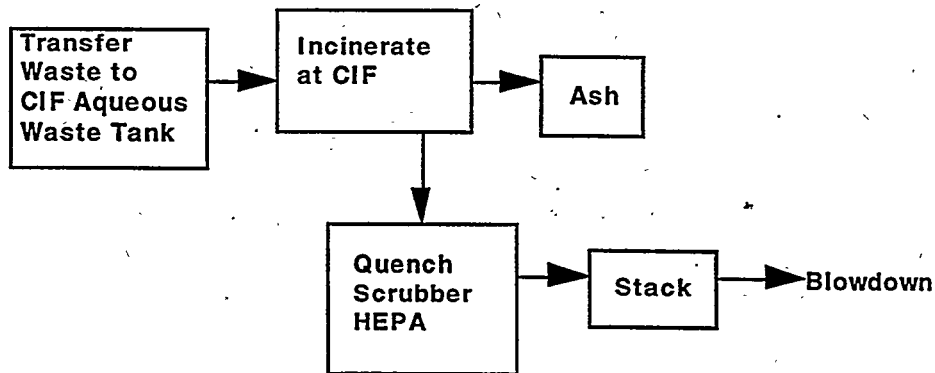 Transfer
Waste to
CIF Aqueous
Waste Tank
Incinerate
at CIF
Ash
Quench
Scrubber
HEPA
Stack
Blowdown